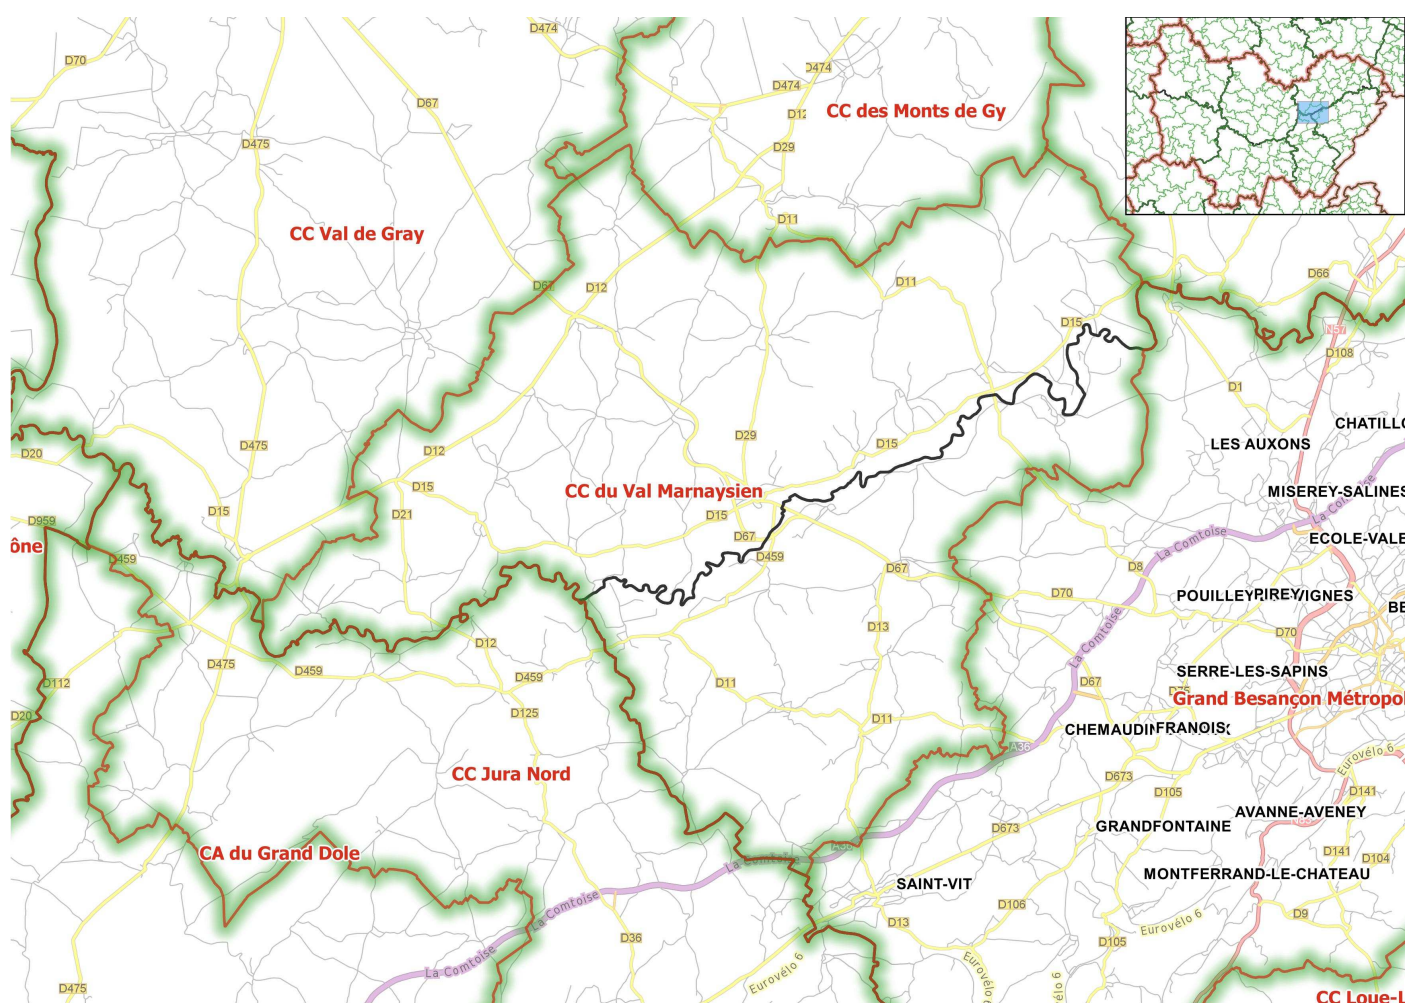 D474
D70
D474
D474
D67
CC des Monts de Gy
D12
D475
D29
D11
CC Val de Gray
D66
D11
D67
D12
D15
N57
D108
D1
CHATILLO
LES AUXONS
D29
D15
D475
D12
D20
CC du Val Marnaysien
D15
MISEREY-SALINES
La Comtoise
D15
D21
D15
D959
D67
La Comtoise
ECOLE-VALE
ône
D459
D459
D67
D8
D70
POUILLEY
PIREY
VIGNES
BE
D13
D70
D12
D475
D459
D459
La Comtoise
SERRE-LES-SAPINS
D112
D11
D67
Grand Besançon Métropol
D20
D125
D11
CHEMAUDIN
FRANOIS
A36
Eurovélo 6
CC Jura Nord
D673
D105
D141
AVANNE-AVENEY
GRANDFONTAINE
D673
CA du Grand Dole
La Comtoise
D141
D104
MONTFERRAND-LE-CHATEAU
SAINT-VIT
La Comtoise
D106
D9
D13
Eurovélo 6
D36
D105
La Comtoise
Eurovélo 6
D475
Eurovélo 6
vélo 6
CC Loue-L